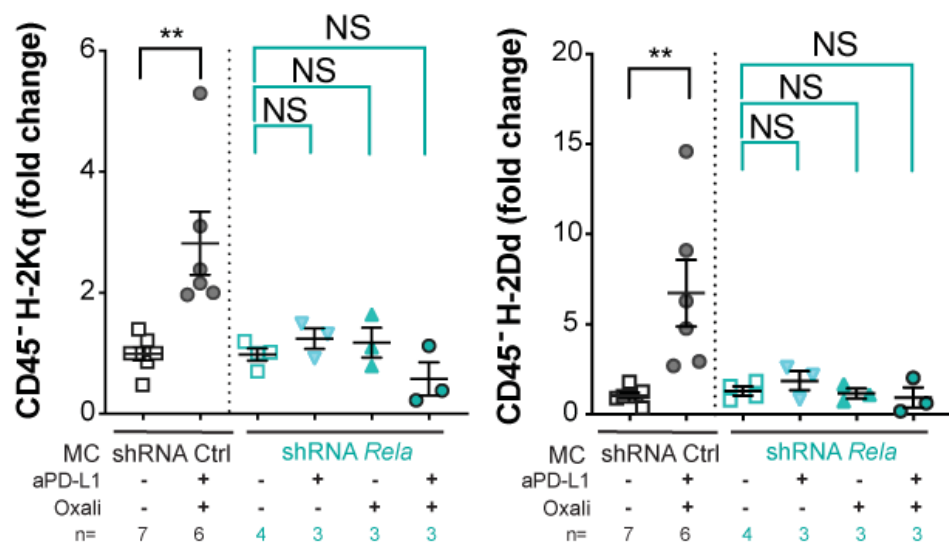 CD45⁻ H-2Kq (fold change)
6
4
2
0
**
NS
NS
NS
MC shRNA Ctrl shRNA Rela
aPD-L1 - + - + - +
Oxali - + - - + +
n= 7 6 4 3 3 3
CD45⁻ H-2Dd (fold change)
20
15
10
5
0
**
NS
NS
NS
MC shRNA Ctrl shRNA Rela
aPD-L1 - + - + - +
Oxali - + - - + +
n= 7 6 4 3 3 3